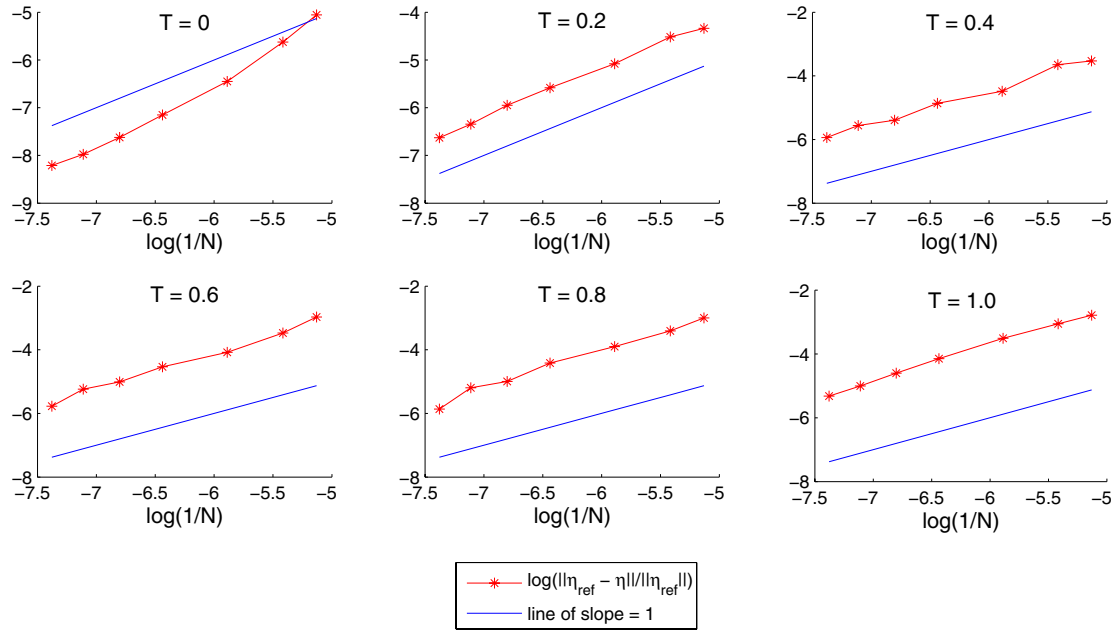 T = 0
−5
−6
−7
−8
−9
−7.5 −7 −6.5 −6 −5.5 −5
log(1/N)
T = 0.2
−4
−5
−6
−7
−8
−7.5 −7 −6.5 −6 −5.5 −5
log(1/N)
T = 0.4
−2
−4
−6
−8
−7.5 −7 −6.5 −6 −5.5 −5
log(1/N)
T = 0.6
−2
−4
−6
−8
−7.5 −7 −6.5 −6 −5.5 −5
log(1/N)
T = 0.8
−2
−4
−6
−8
−7.5 −7 −6.5 −6 −5.5 −5
log(1/N)
T = 1.0
−2
−4
−6
−8
−7.5 −7 −6.5 −6 −5.5 −5
log(1/N)
log(||η_ref − η||/||η_ref||)
line of slope = 1